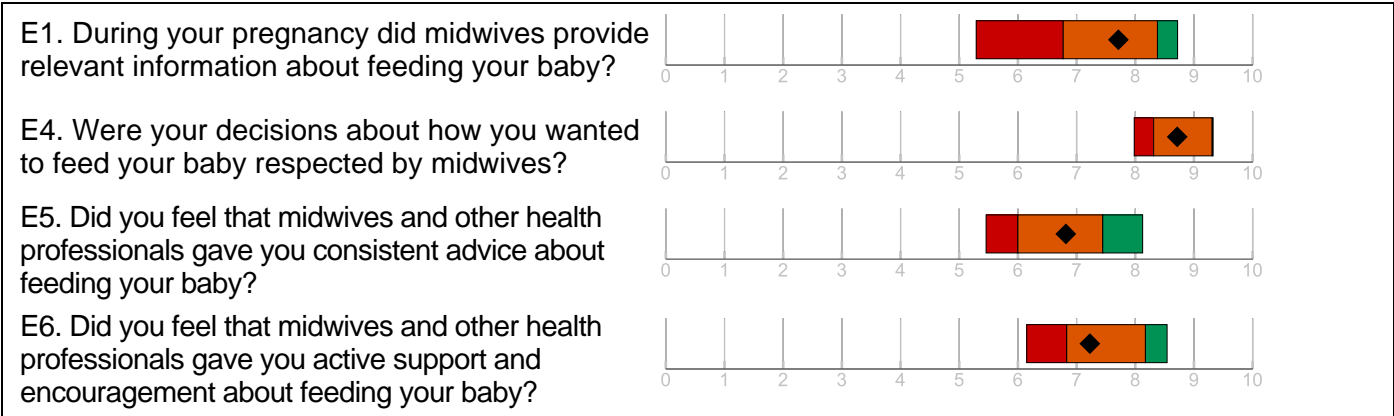 E1. During your pregnancy did midwives provide
relevant information about feeding your baby?
0 1 2 3 4 5 6 7 8 9 10
E4. Were your decisions about how you wanted
to feed your baby respected by midwives?
0 1 2 3 4 5 6 7 8 9 10
E5. Did you feel that midwives and other health
professionals gave you consistent advice about
feeding your baby?
0 1 2 3 4 5 6 7 8 9 10
E6. Did you feel that midwives and other health
professionals gave you active support and
encouragement about feeding your baby?
0 1 2 3 4 5 6 7 8 9 10